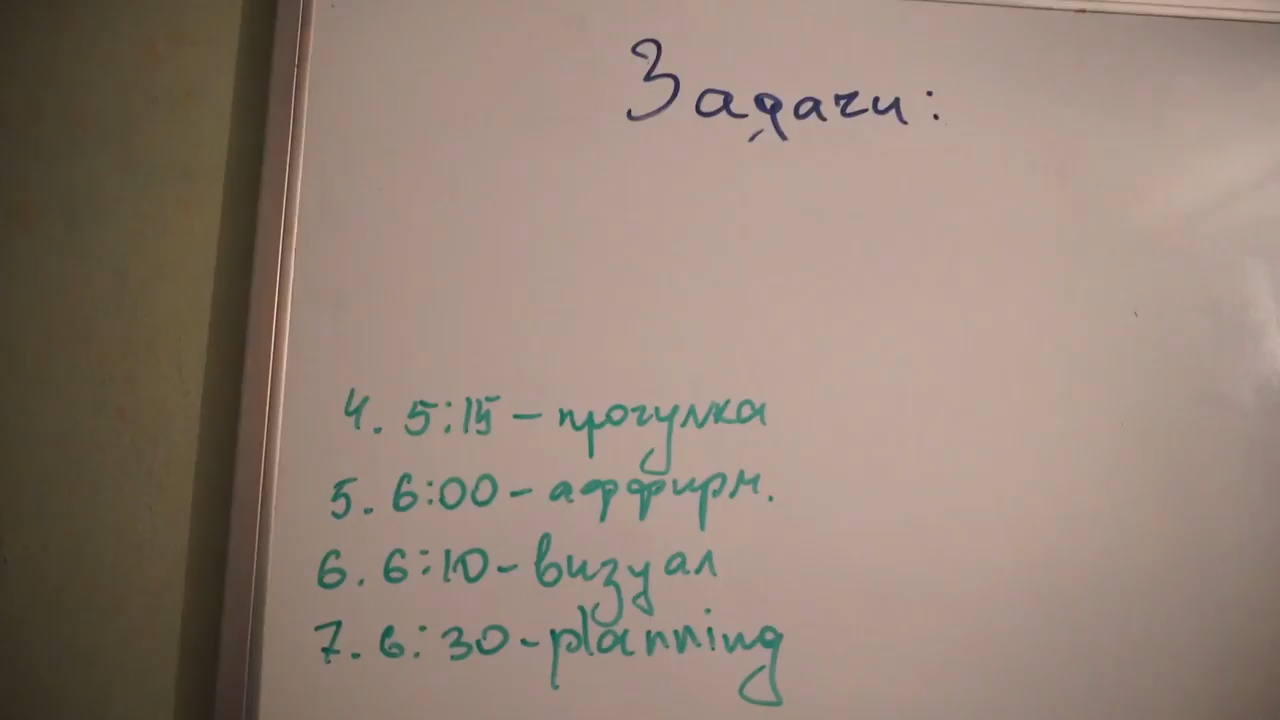 Задачи:
4. 5:15 - прогулка
5. 6:00 - аффирм.
6. 6:10 - визуал
7. 6:30 - planning